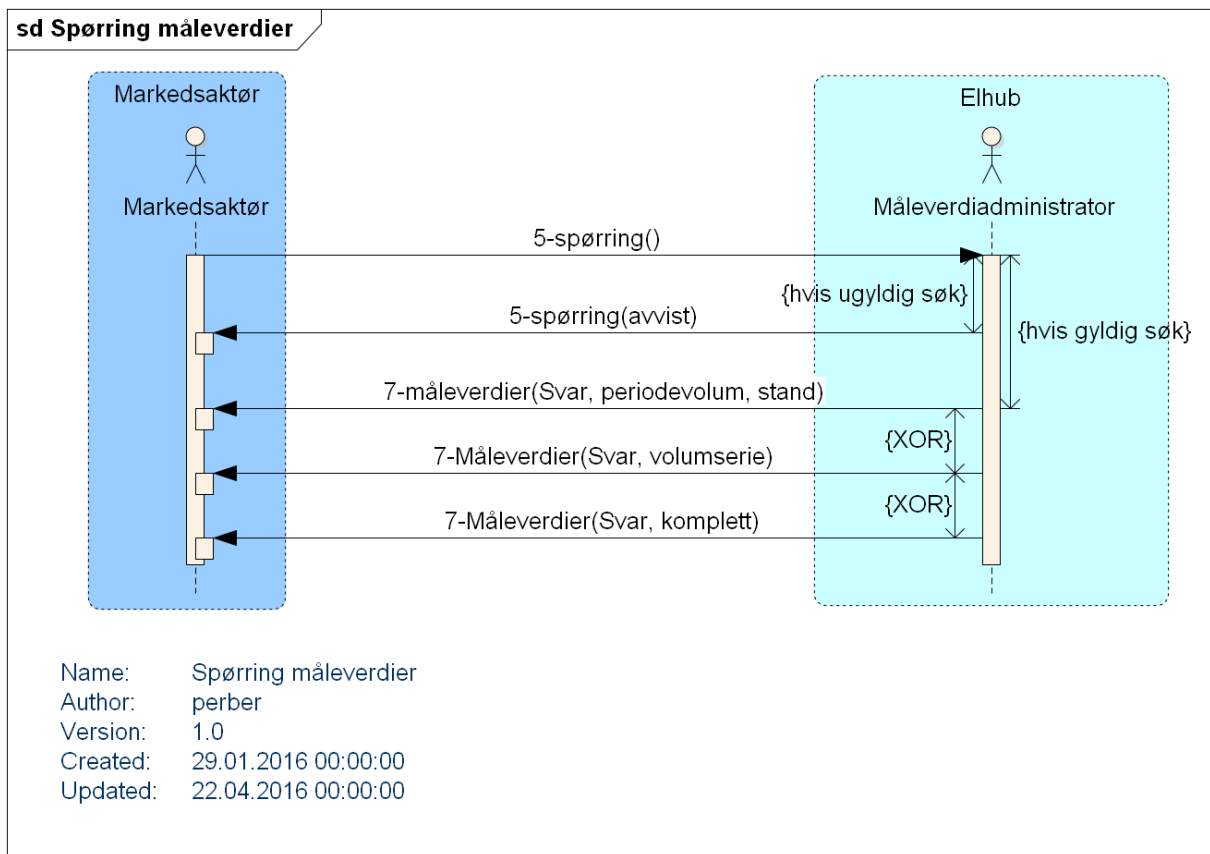 sd Spørring måleverdier
Markedsaktør
Elhub
Markedsaktør
Måleverdiadministrator
5-spørring()
{hvis ugyldig søk}
5-spørring(avvist)
{hvis gyldig søk}
7-måleverdier(Svar, periodevolum, stand)
{XOR}
7-Måleverdier(Svar, volumserie)
{XOR}
7-Måleverdier(Svar, komplett)
Name: Spørring måleverdier
Author: perber
Version: 1.0
Created: 29.01.2016 00:00:00
Updated: 22.04.2016 00:00:00